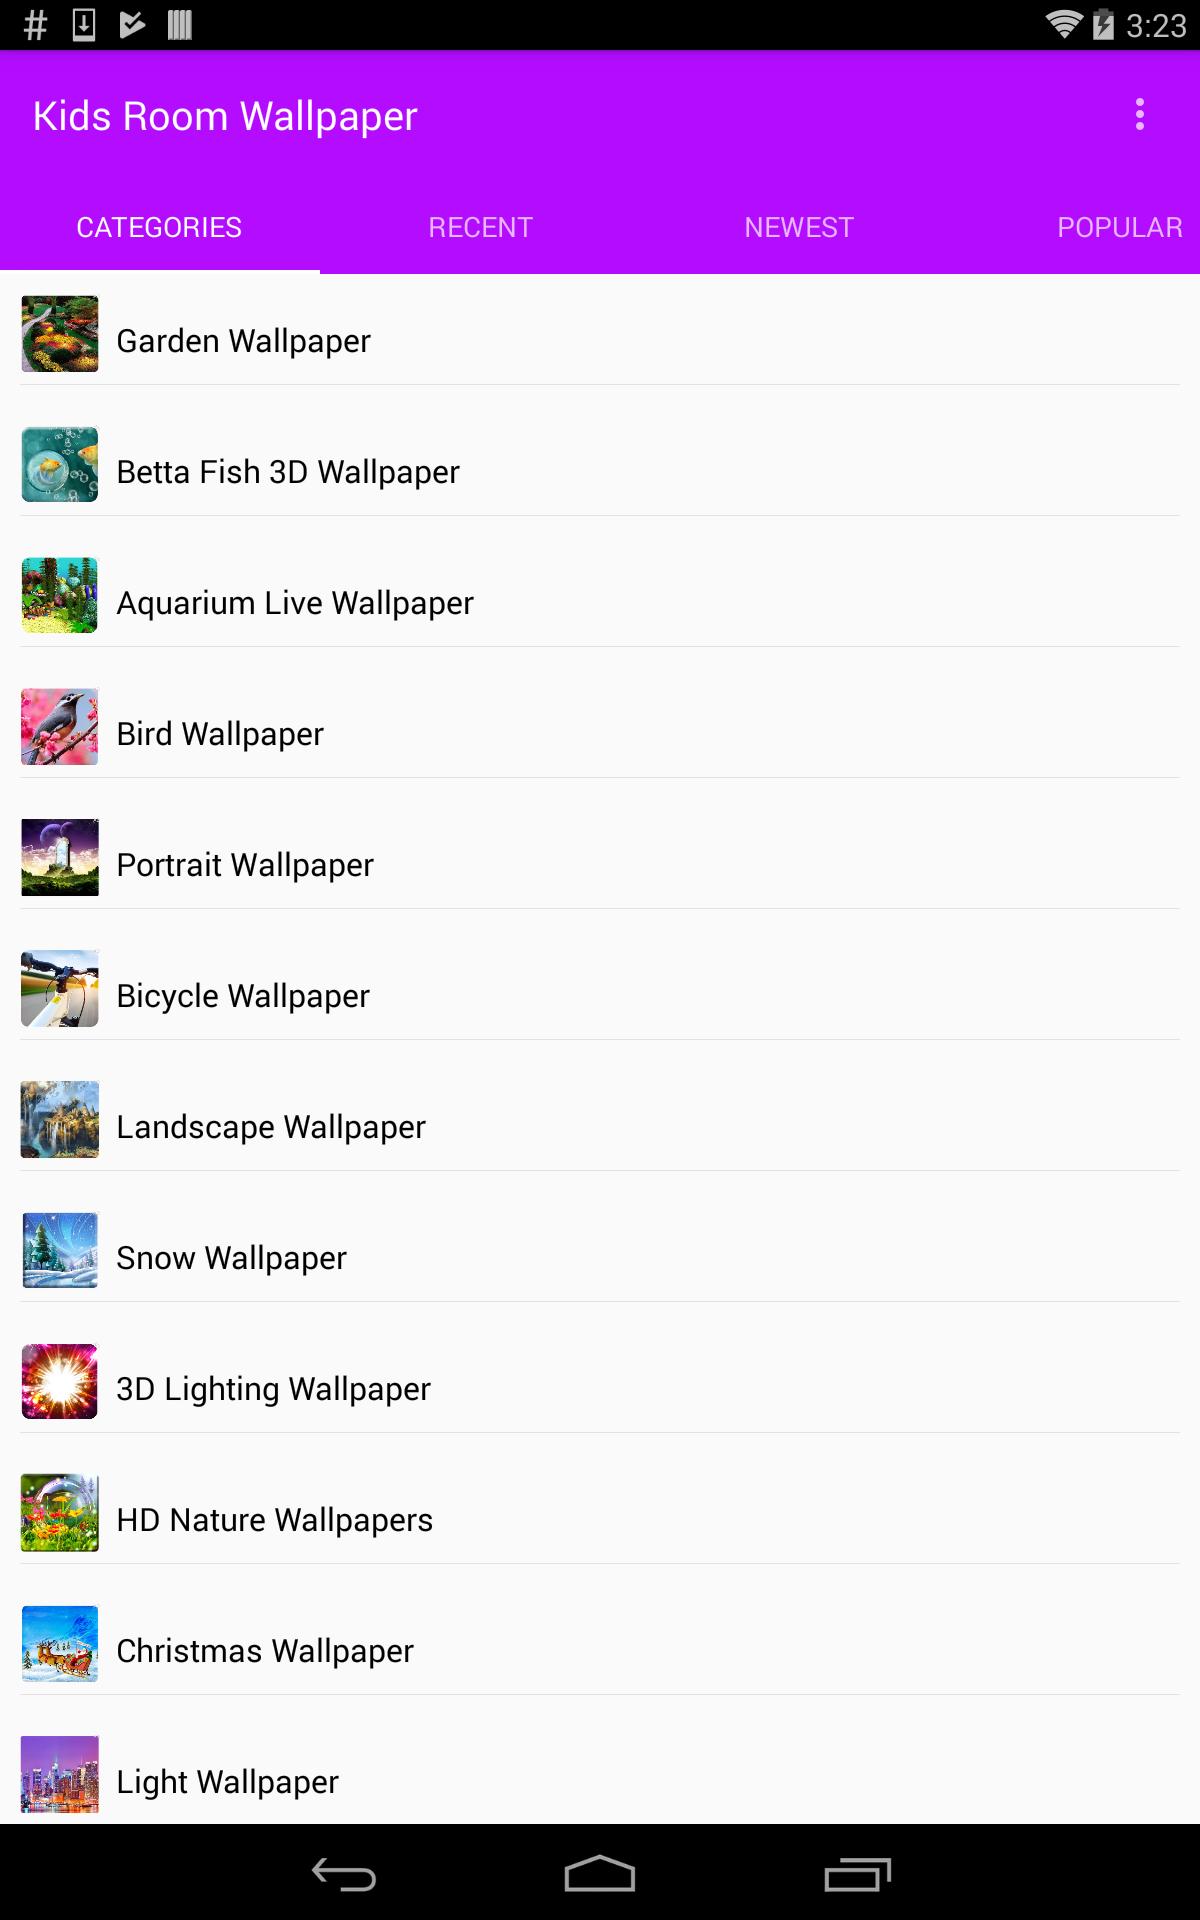 3:23
Kids Room Wallpaper
CATEGORIES RECENT NEWEST POPULAR
Garden Wallpaper
Betta Fish 3D Wallpaper
Aquarium Live Wallpaper
Bird Wallpaper
Portrait Wallpaper
Bicycle Wallpaper
Landscape Wallpaper
Snow Wallpaper
3D Lighting Wallpaper
HD Nature Wallpapers
Christmas Wallpaper
Light Wallpaper